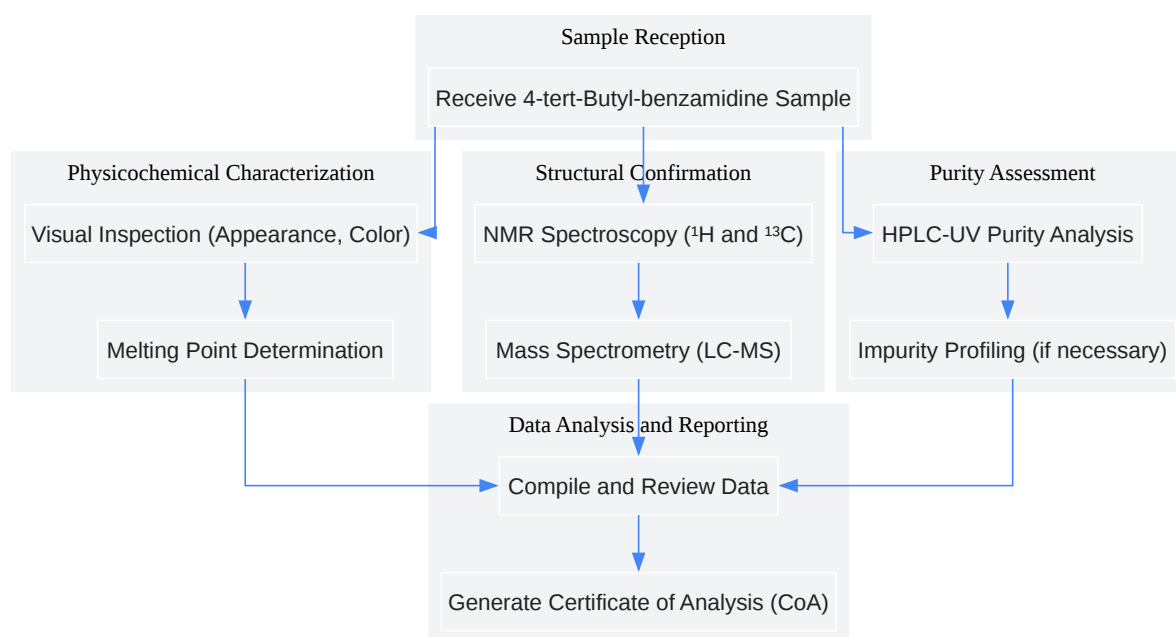 Sample Reception
Receive 4-tert-Butyl-benzamidine Sample
Physicochemical Characterization
Visual Inspection (Appearance, Color)
Melting Point Determination
Structural Confirmation
NMR Spectroscopy (¹H and ¹³C)
Mass Spectrometry (LC-MS)
Purity Assessment
HPLC-UV Purity Analysis
Impurity Profiling (if necessary)
Data Analysis and Reporting
Compile and Review Data
Generate Certificate of Analysis (CoA)